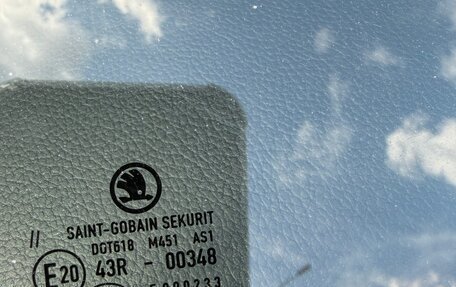 // SAINT-GOBAIN SEKURIT
DOT618 M451 AS1
E20 43R - 00348